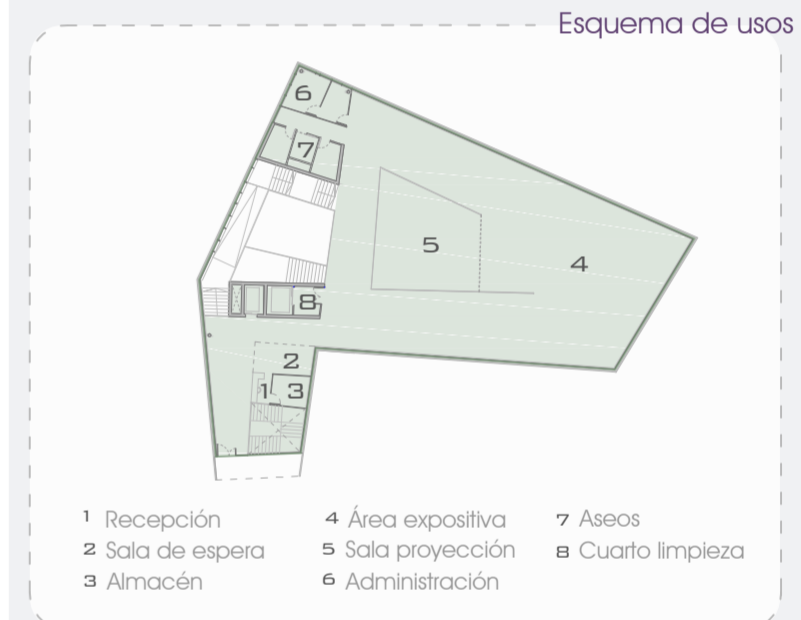 Esquema de usos
6
7
5
4
8
2
1 3
1 Recepción
2 Sala de espera
3 Almacén
4 Área expositiva
5 Sala proyección
6 Administración
7 Aseos
8 Cuarto limpieza